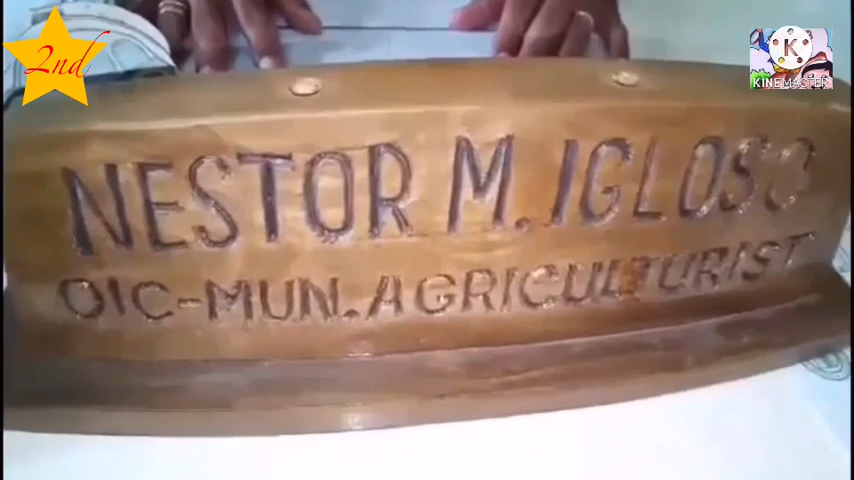 2nd
K
KINEMASTER
NESTOR M. IGLOSO
OIC-MUN. AGRICULTURIST